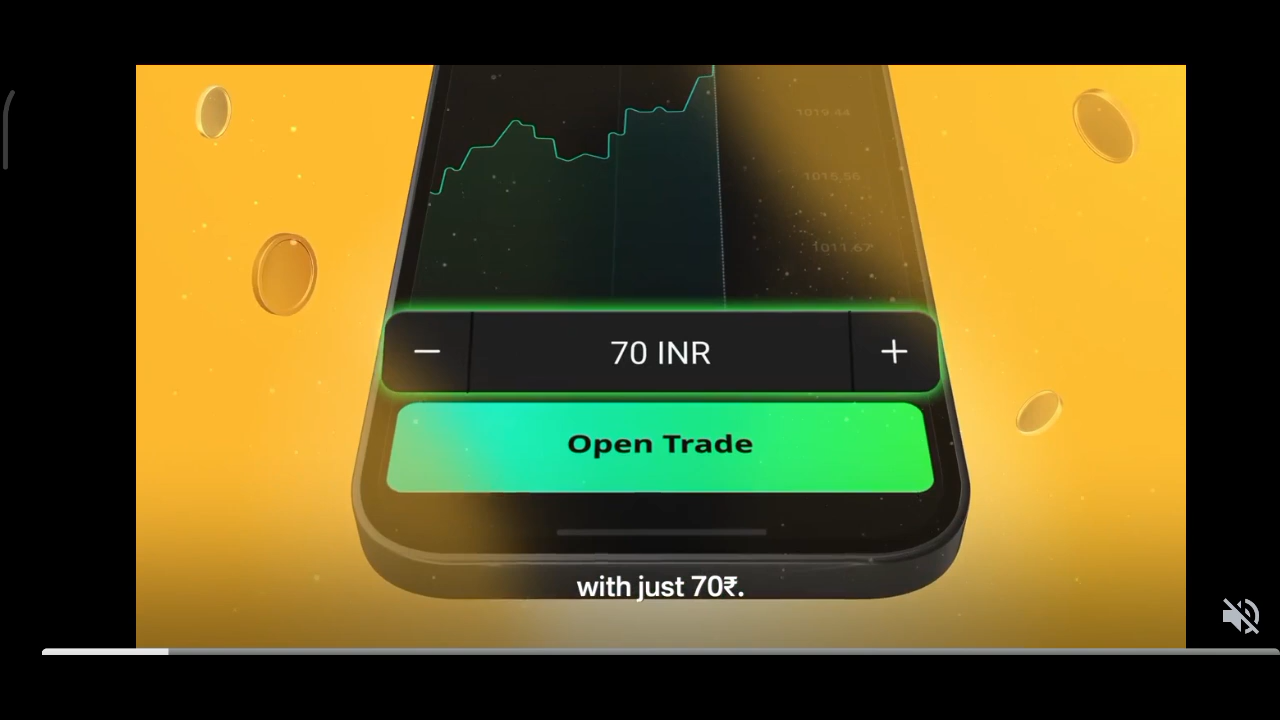 1019.44
1016,56
1011.67
70 INR
Open Trade
with just 70₹.